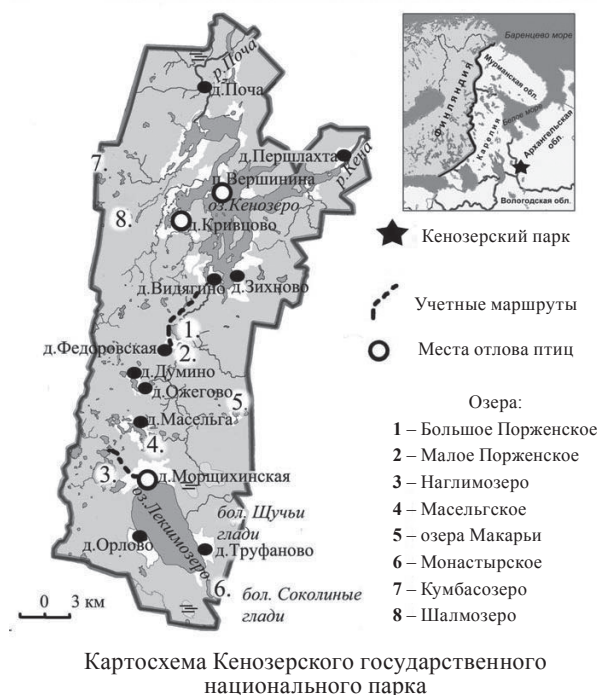 р.Поча
д.Поча
7.
д.Першлахта
р.Кена
д.Вершинина
оз.Кенозеро
8.
д.Кривцово
д.Видягино
д.Зихново
1.
д.Федоровская
2.
д.Думино
д.Ожегово
5.
д.Масельга
4.
3.
д.Морщихинская
оз.Лекшмозеро
бол. Щучьи
глади
д.Орлово
д.Труфаново
6.
бол. Соколиные
глади
0 3 км
Баренцево море
Мурманская обл.
Финляндия
Белое море
Карелия
Архангельская
обл.
Вологодская обл.
Кенозерский парк
Учетные маршруты
Места отлова птиц
Озера:
1 – Большое Порженское
2 – Малое Порженское
3 – Наглимозеро
4 – Масельгское
5 – озера Макарьи
6 – Монастырское
7 – Кумбасозеро
8 – Шалмозеро
Картосхема Кенозерского государственного
национального парка